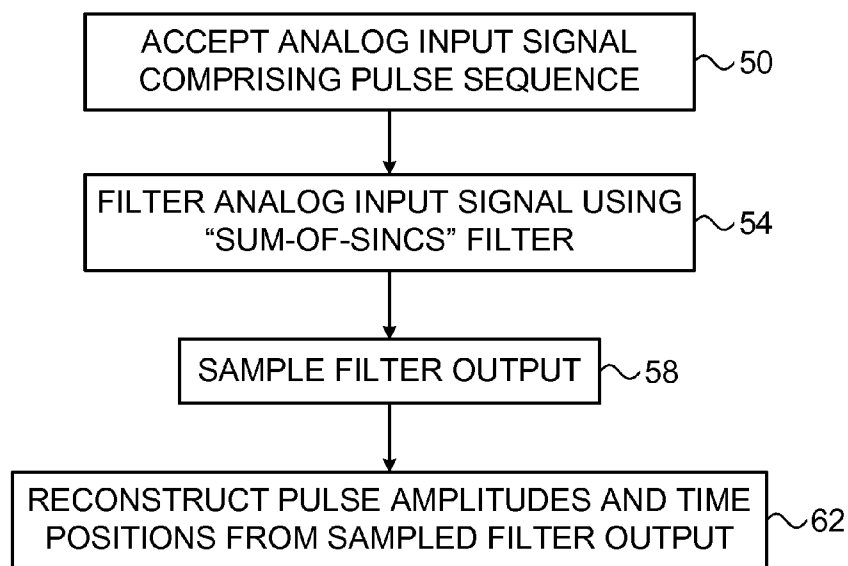 ACCEPT ANALOG INPUT SIGNAL
COMPRISING PULSE SEQUENCE
50
FILTER ANALOG INPUT SIGNAL USING
“SUM-OF-SINCS” FILTER
54
SAMPLE FILTER OUTPUT
58
RECONSTRUCT PULSE AMPLITUDES AND TIME
POSITIONS FROM SAMPLED FILTER OUTPUT
62